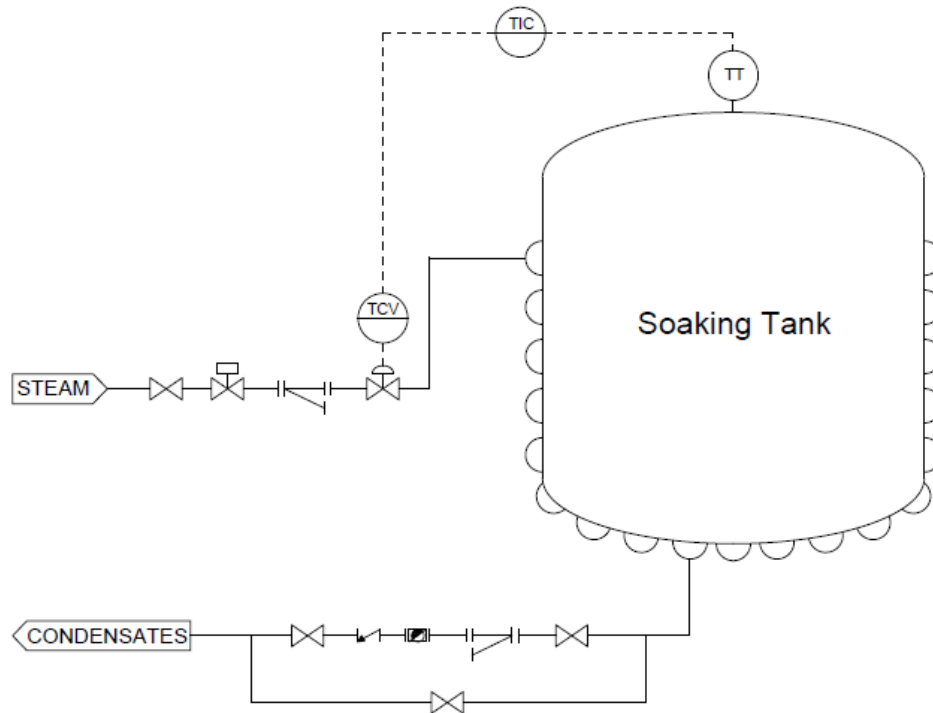 TIC
TT
TCV
Soaking Tank
STEAM
CONDENSATES